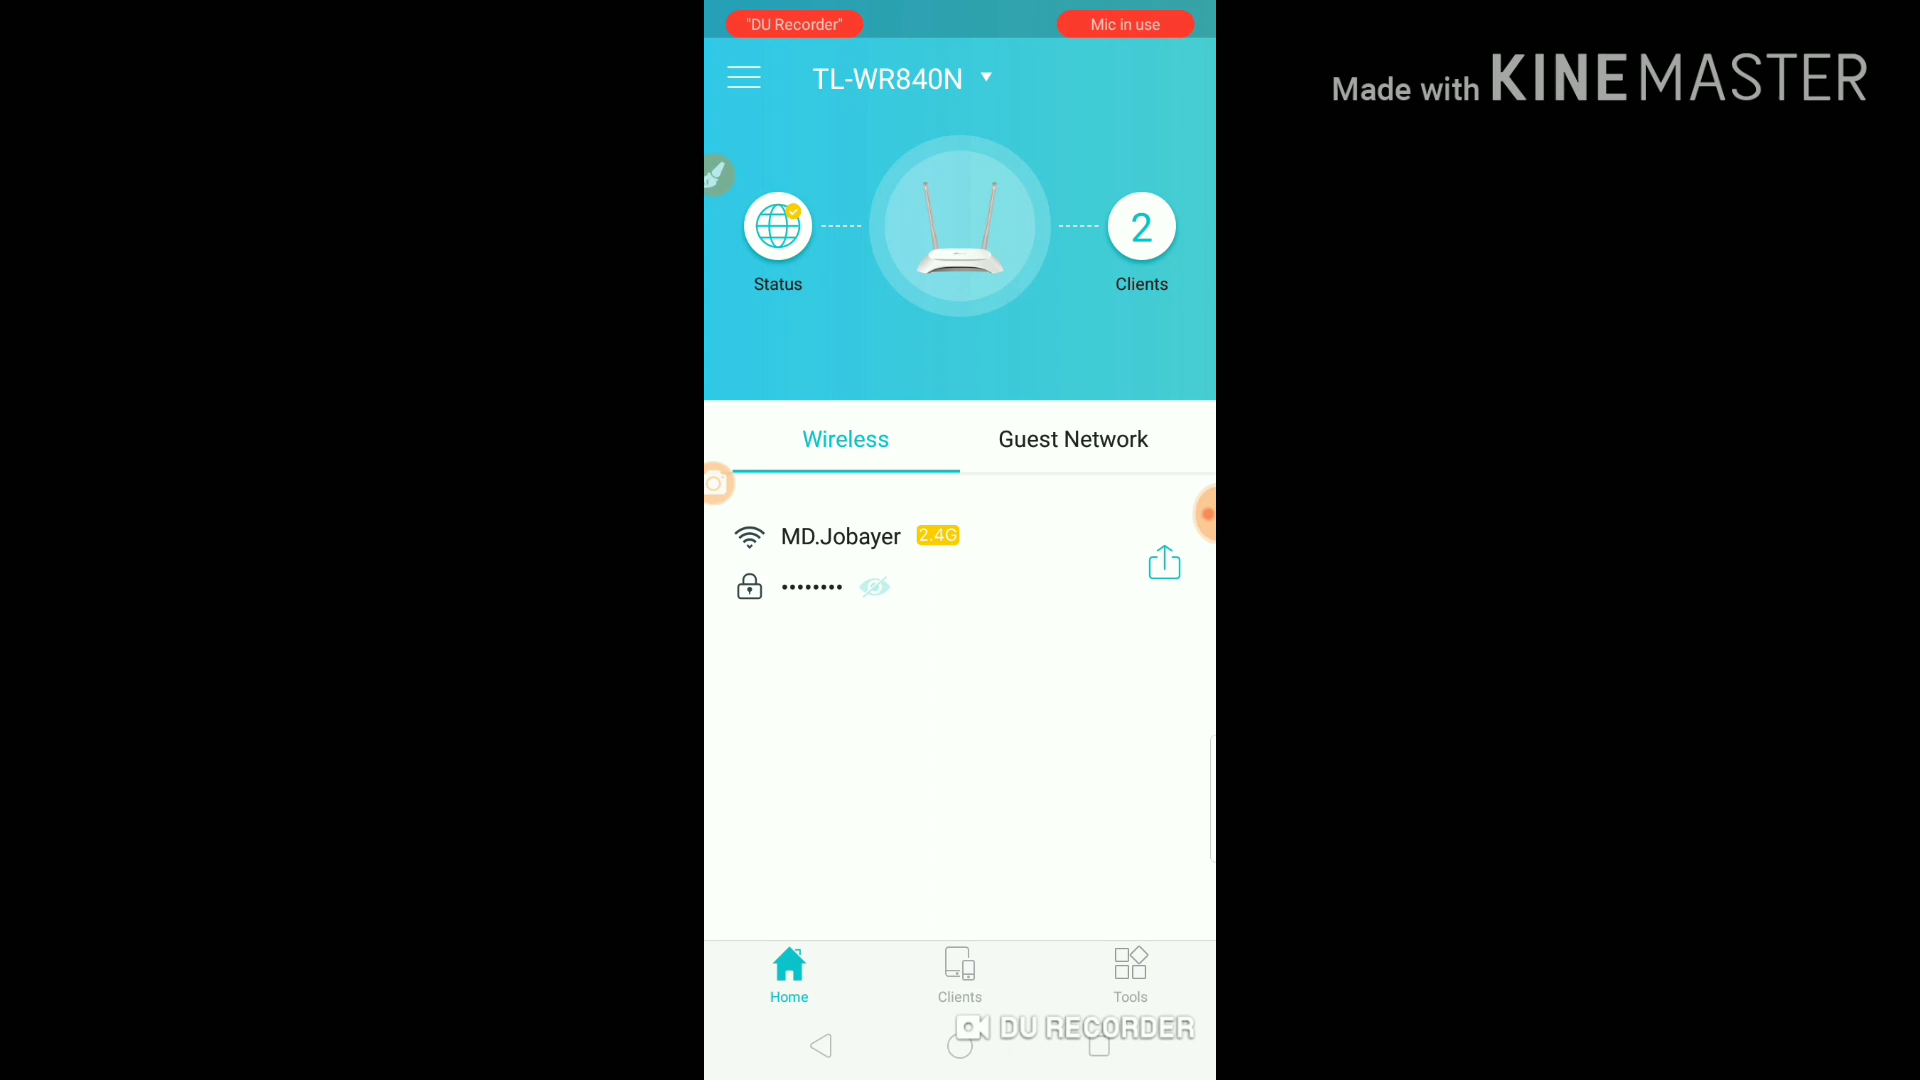 "DU Recorder"
Mic in use
Made with KINEMASTER
TL-WR840N
2
Status
Clients
Wireless
Guest Network
MD.Jobayer 2.4G
••••••••
Home
Clients
Tools
DU RECORDER